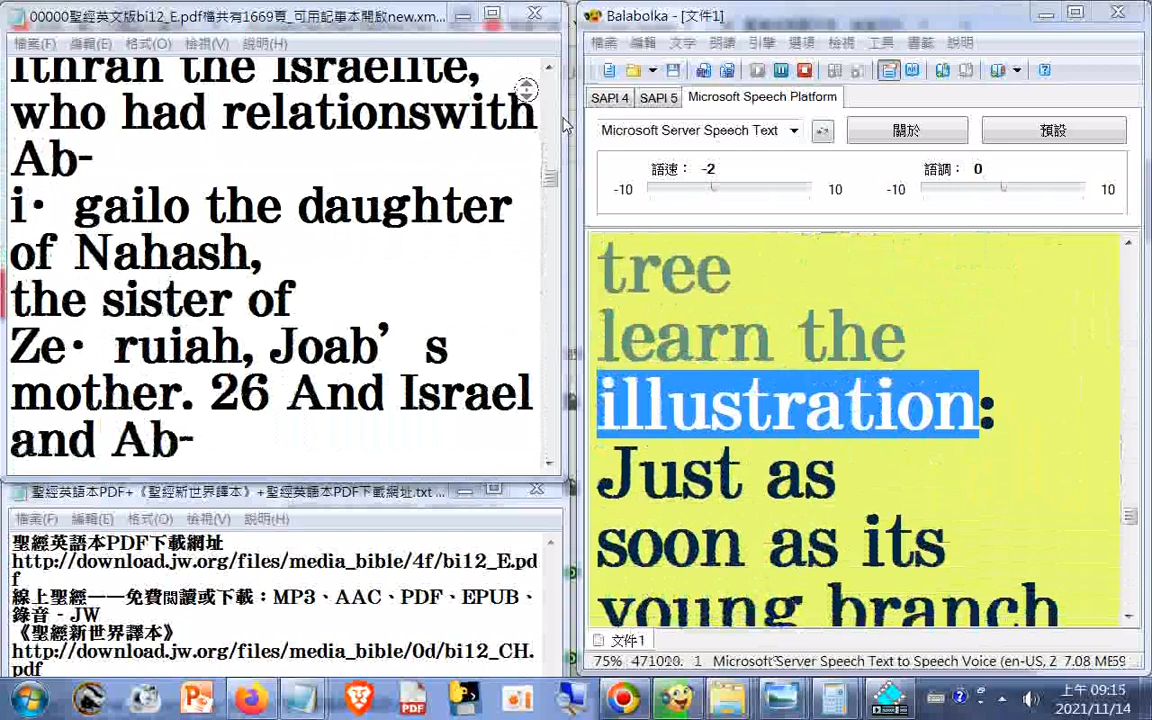 00000聖經英文版bi12_E.pdf檔共有1669頁_可用記事本開啟new.xm...
檔案(F) 編輯(E) 格式(O) 檢視(V) 說明(H)
Ithran the Israelite,
who had relationswith
Ab-
i· gailo the daughter
of Nahash,
the sister of
Ze· ruiah, Joab’ s
mother. 26 And Israel
and Ab-
聖經英語本PDF+《聖經新世界譯本》+聖經英語本PDF下載網址.txt ...
檔案(F) 編輯(E) 格式(O) 檢視(V) 說明(H)
聖經英語本PDF下載網址
http://download.jw.org/files/media_bible/4f/bi12_E.pd
f
線上聖經——免費閱讀或下載：MP3、AAC、PDF、EPUB、
錄音 - JW
《聖經新世界譯本》
http://download.jw.org/files/media_bible/0d/bi12_CH.
pdf
Balabolka - [文件1]
檔案 編輯 文字 朗讀 引擎 選項 檢視 工具 書籤 說明
SAPI 4 SAPI 5 Microsoft Speech Platform
Microsoft Server Speech Text 關於 預設
語速： -2 語調： 0
-10 10 -10 10
tree
learn the
illustration:
Just as
soon as its
young branch
文件1
75% 471020. 1 Microsoft Server Speech Text to Speech Voice (en-US, Z 7.08 ME59
上午 09:15
2021/11/14